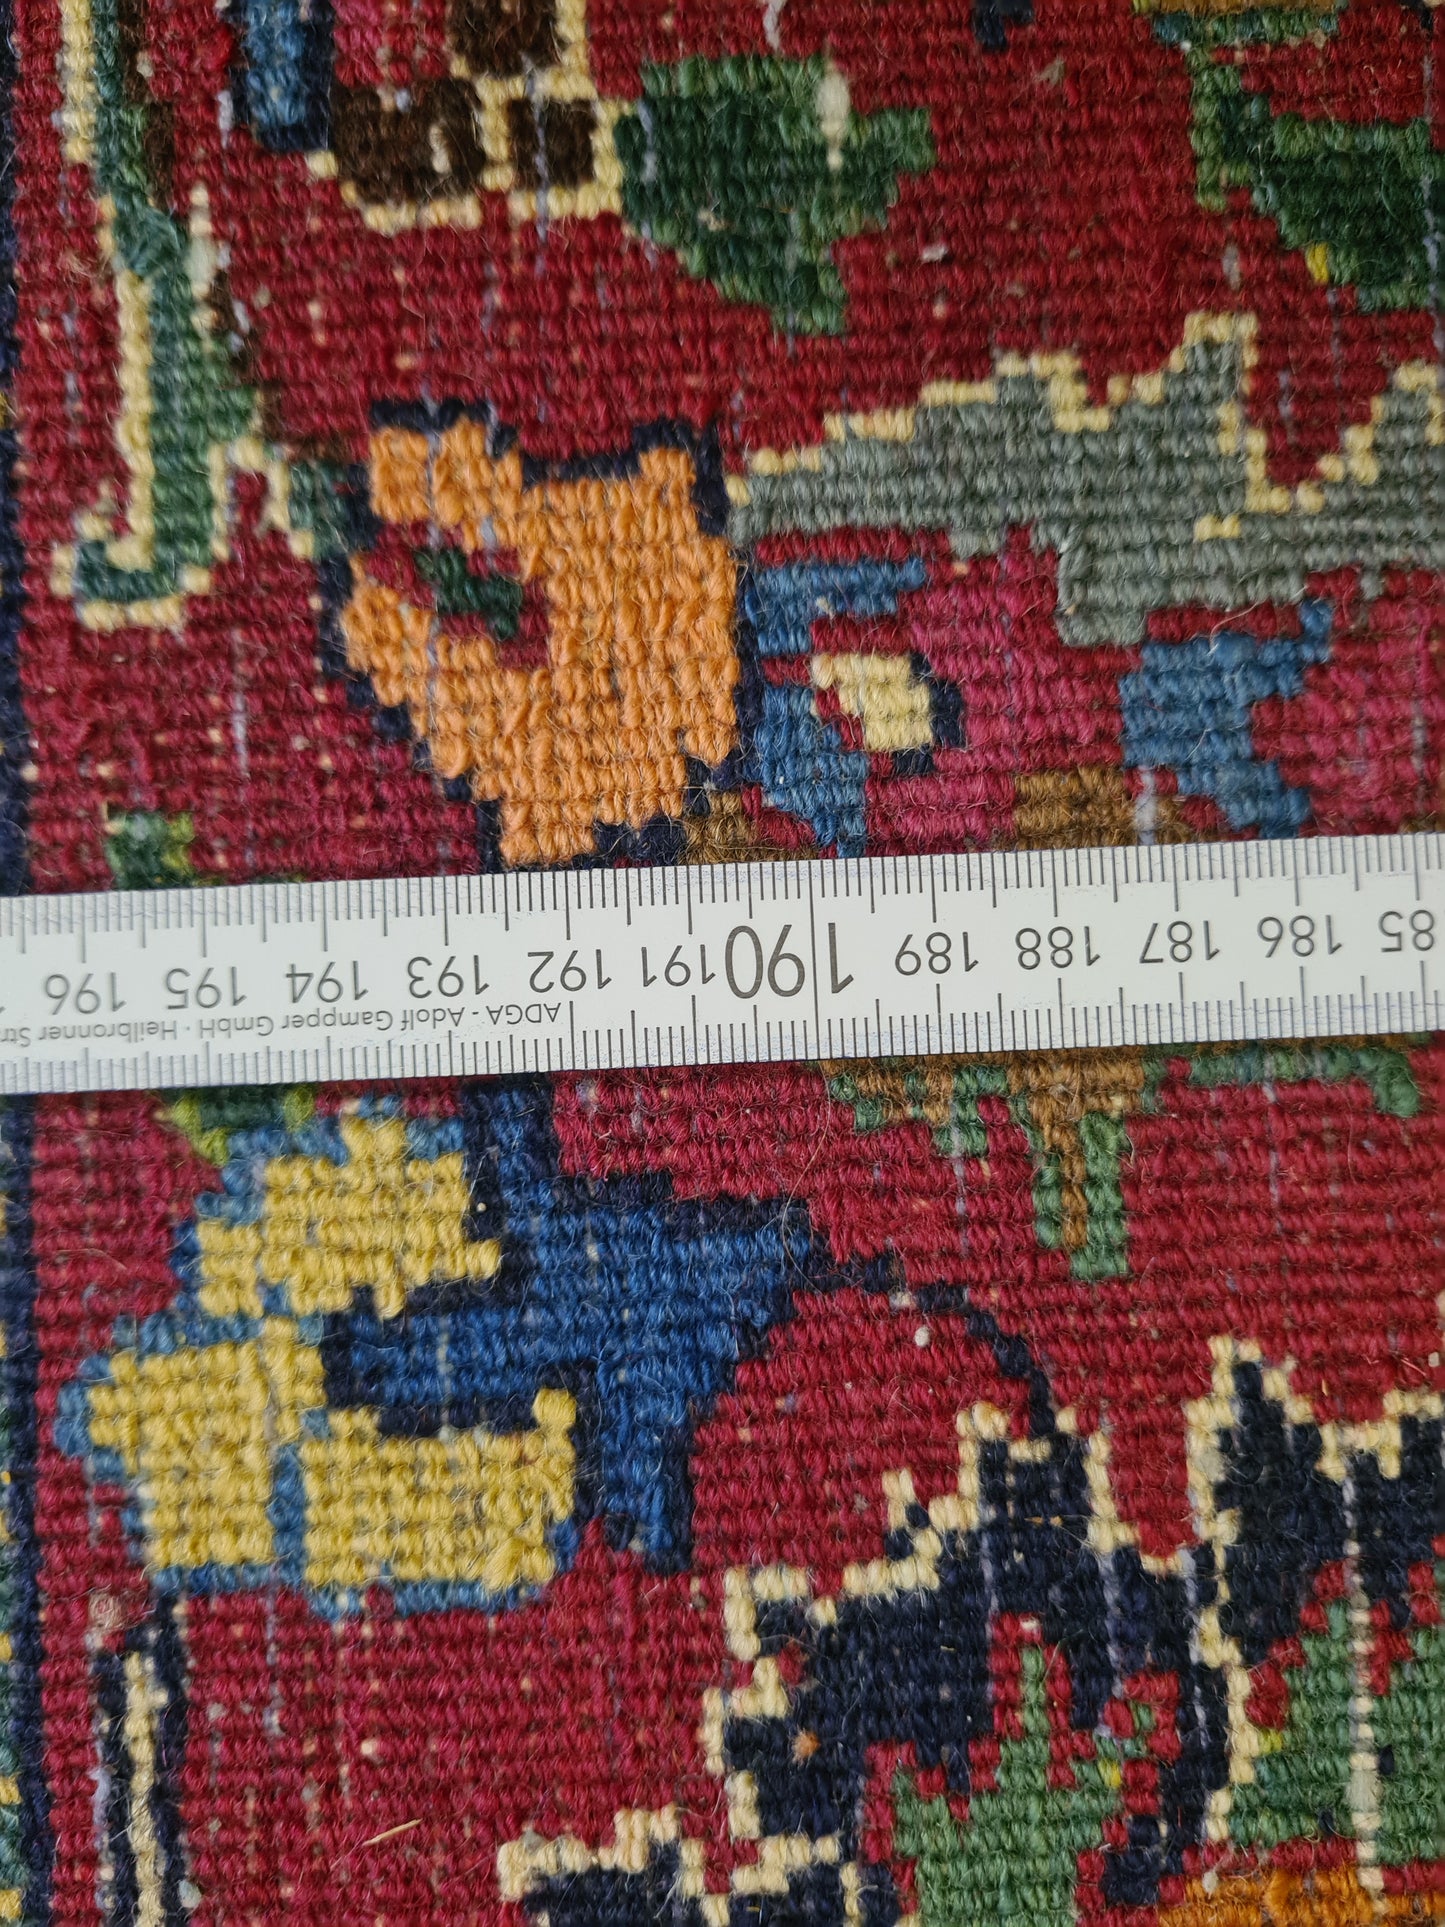 85 186 187 188 189 190 191 192 193 194 195 196
ADGA - Adolf Gampper GmbH · Heilbronner Str